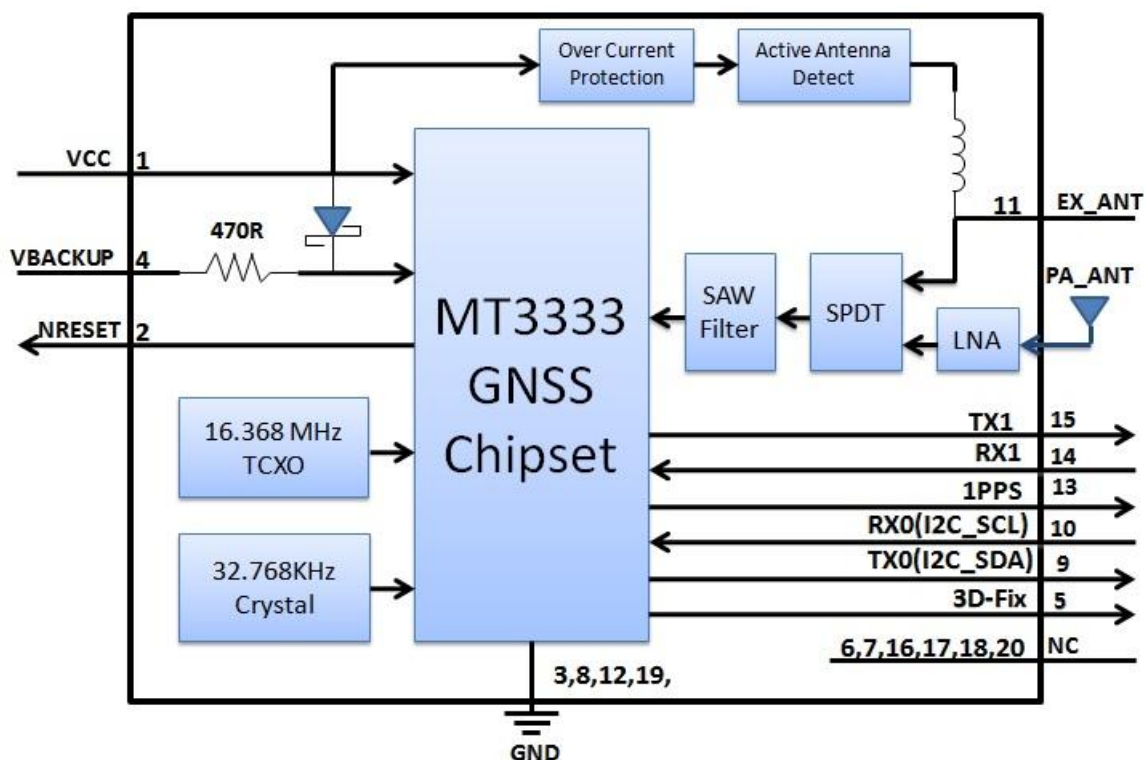 Over Current
Protection
Active Antenna
Detect
VCC
1
11
EX_ANT
470R
VBACKUP
4
PA_ANT
SAW
Filter
SPDT
LNA
MT3333
GNSS
Chipset
NRESET
2
16.368 MHz
TCXO
32.768KHz
Crystal
TX1
15
RX1
14
1PPS
13
RX0(I2C_SCL)
10
TX0(I2C_SDA)
9
3D-Fix
5
6,7,16,17,18,20
NC
3,8,12,19,
GND